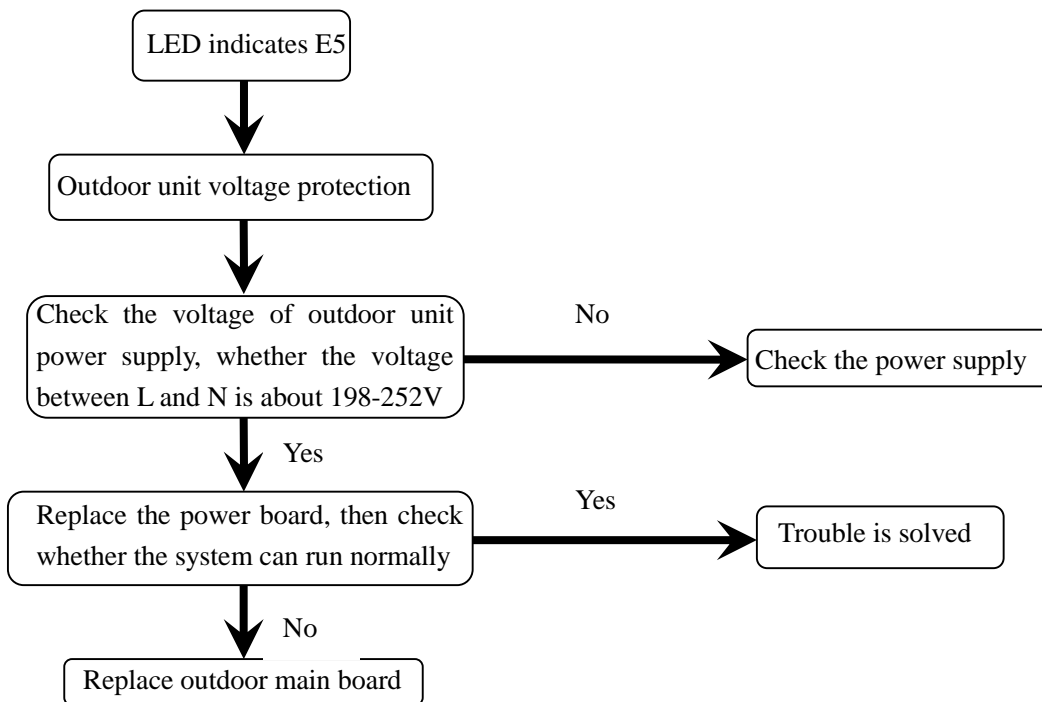 LED indicates E5
Outdoor unit voltage protection
Check the voltage of outdoor unit
power supply, whether the voltage
between L and N is about 198-252V
No
Check the power supply
Yes
Replace the power board, then check
whether the system can run normally
Yes
Trouble is solved
No
Replace outdoor main board